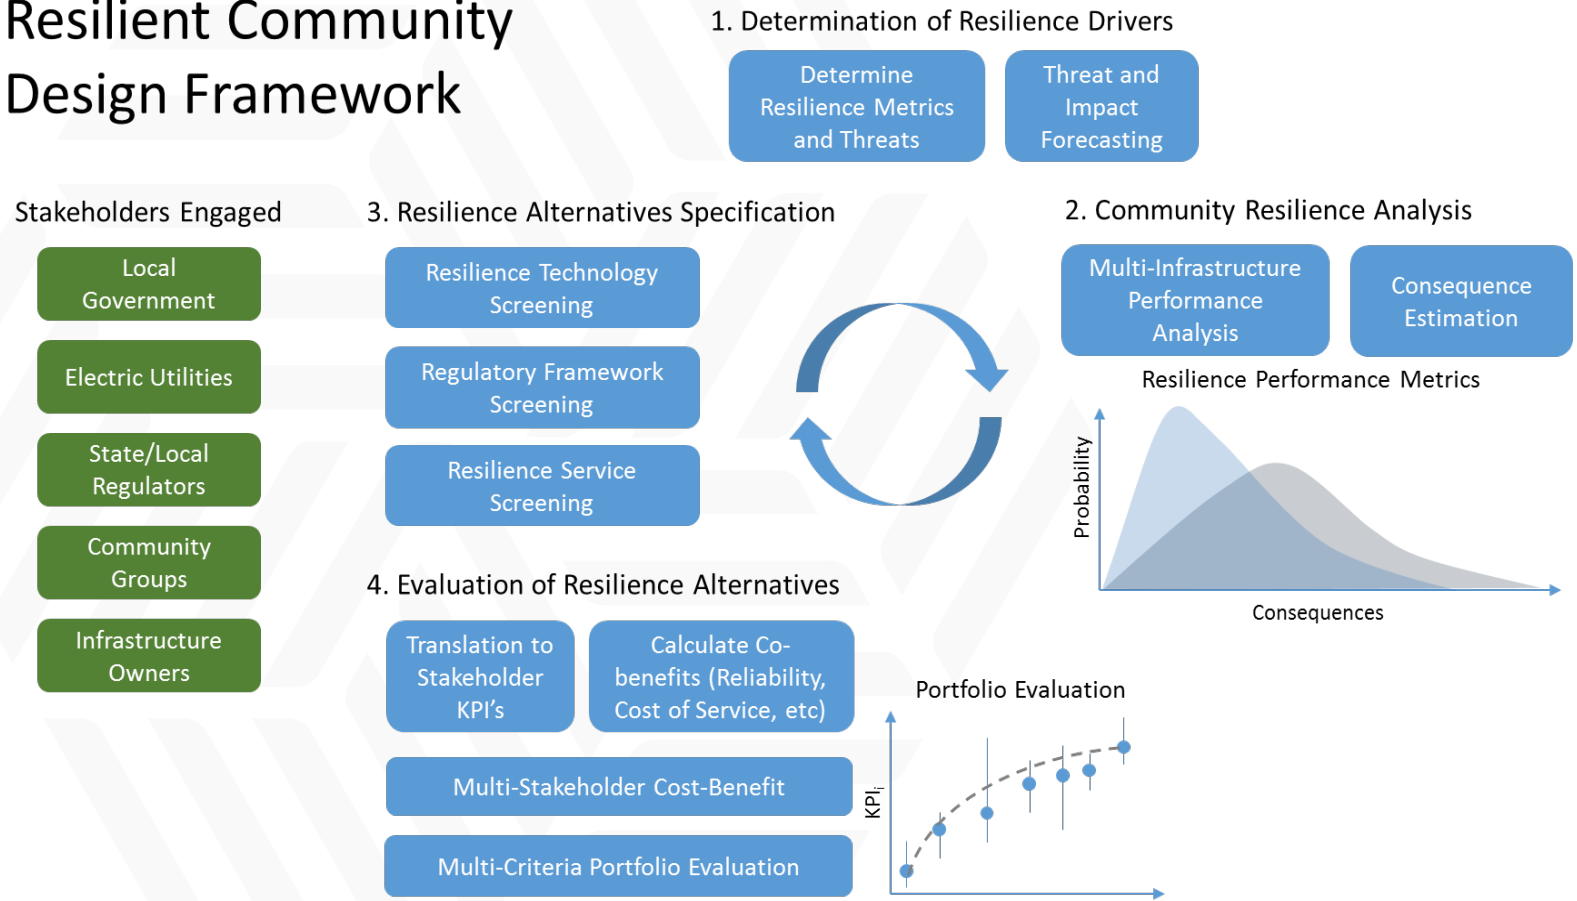 Resilient Community
Design Framework
1. Determination of Resilience Drivers
Determine
Resilience Metrics
and Threats
Threat and
Impact
Forecasting
Stakeholders Engaged
Local
Government
Electric Utilities
State/Local
Regulators
Community
Groups
Infrastructure
Owners
3. Resilience Alternatives Specification
Resilience Technology
Screening
Regulatory Framework
Screening
Resilience Service
Screening
2. Community Resilience Analysis
Multi-Infrastructure
Performance
Analysis
Consequence
Estimation
Resilience Performance Metrics
Probability
Consequences
4. Evaluation of Resilience Alternatives
Translation to
Stakeholder
KPI's
Calculate Co-
benefits (Reliability,
Cost of Service, etc)
Multi-Stakeholder Cost-Benefit
Multi-Criteria Portfolio Evaluation
Portfolio Evaluation
KPIi